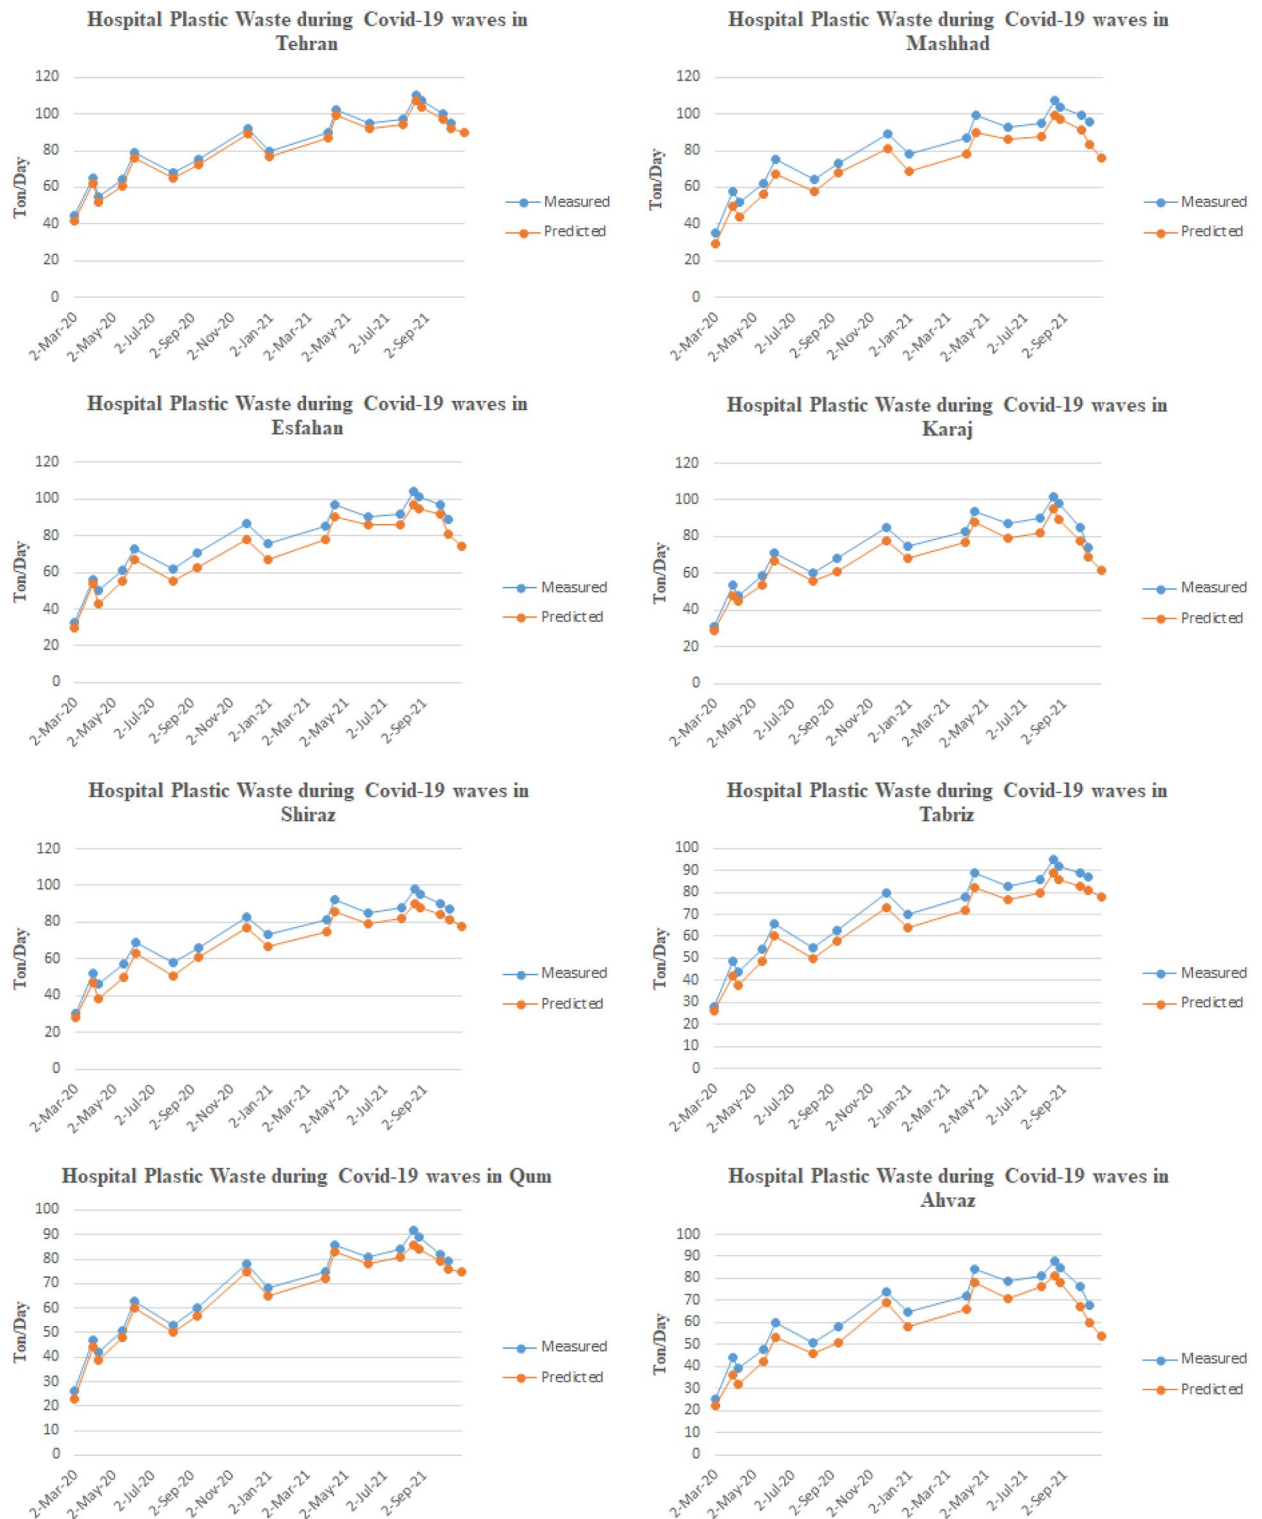 Hospital Plastic Waste during Covid-19 waves in
Tehran
120
100
80
60
40
20
0
Ton/Day
2-Mar-20
2-May-20
2-Jul-20
2-Sep-20
2-Nov-20
2-Jan-21
2-Mar-21
2-May-21
2-Jul-21
2-Sep-21
Measured
Predicted
Hospital Plastic Waste during Covid-19 waves in
Mashhad
120
100
80
60
40
20
0
Ton/Day
2-Mar-20
2-May-20
2-Jul-20
2-Sep-20
2-Nov-20
2-Jan-21
2-Mar-21
2-May-21
2-Jul-21
2-Sep-21
Measured
Predicted
Hospital Plastic Waste during Covid-19 waves in
Esfahan
120
100
80
60
40
20
0
Ton/Day
2-Mar-20
2-May-20
2-Jul-20
2-Sep-20
2-Nov-20
2-Jan-21
2-Mar-21
2-May-21
2-Jul-21
2-Sep-21
Measured
Predicted
Hospital Plastic Waste during Covid-19 waves in
Karaj
120
100
80
60
40
20
0
Ton/Day
2-Mar-20
2-May-20
2-Jul-20
2-Sep-20
2-Nov-20
2-Jan-21
2-Mar-21
2-May-21
2-Jul-21
2-Sep-21
Measured
Predicted
Hospital Plastic Waste during Covid-19 waves in
Shiraz
120
100
80
60
40
20
0
Ton/Day
2-Mar-20
2-May-20
2-Jul-20
2-Sep-20
2-Nov-20
2-Jan-21
2-Mar-21
2-May-21
2-Jul-21
2-Sep-21
Measured
Predicted
Hospital Plastic Waste during Covid-19 waves in
Tabriz
100
90
80
70
60
50
40
30
20
10
0
Ton/Day
2-Mar-20
2-May-20
2-Jul-20
2-Sep-20
2-Nov-20
2-Jan-21
2-Mar-21
2-May-21
2-Jul-21
2-Sep-21
Measured
Predicted
Hospital Plastic Waste during Covid-19 waves in Qum
100
90
80
70
60
50
40
30
20
10
0
Ton/Day
2-Mar-20
2-May-20
2-Jul-20
2-Sep-20
2-Nov-20
2-Jan-21
2-Mar-21
2-May-21
2-Jul-21
2-Sep-21
Measured
Predicted
Hospital Plastic Waste during Covid-19 waves in
Ahvaz
100
90
80
70
60
50
40
30
20
10
0
Ton/Day
2-Mar-20
2-May-20
2-Jul-20
2-Sep-20
2-Nov-20
2-Jan-21
2-Mar-21
2-May-21
2-Jul-21
2-Sep-21
Measured
Predicted